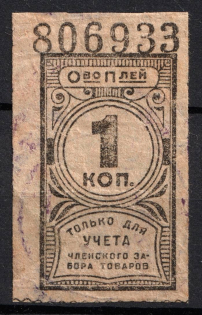 806933
ОвоПлей
1
КОП.
ТОЛЬКО ДЛЯ
УЧЕТА
ЧЛЕНСКОГО ЗА-
БОРА ТОВАРОВ